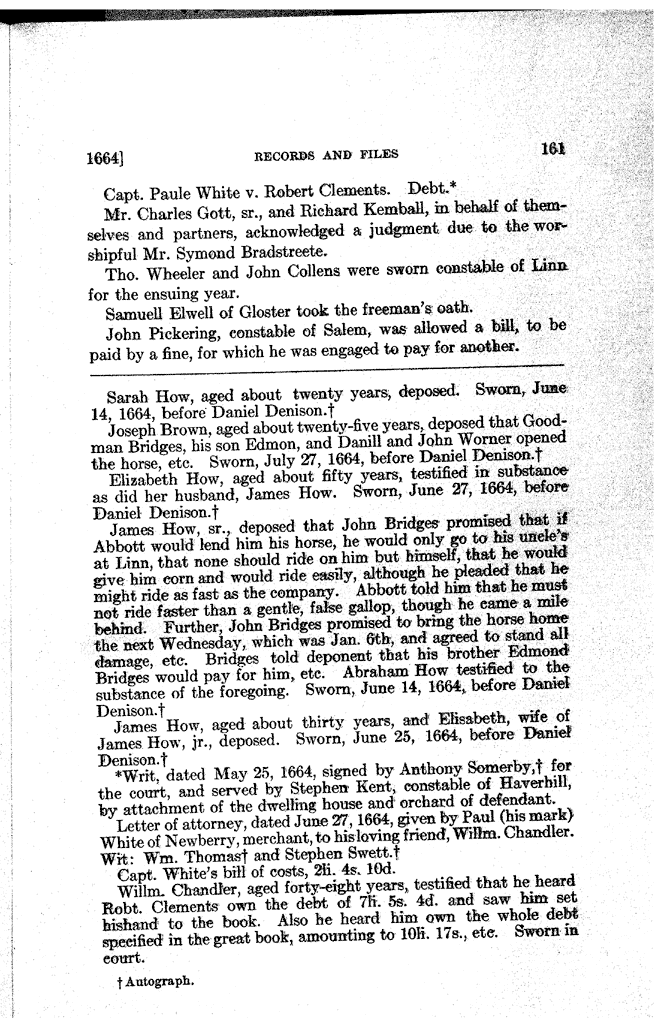 1664] RECORDS AND FILES 161
Capt. Paule White v. Robert Clements. Debt.*
Mr. Charles Gott, sr., and Richard Kemball, in behalf of them-
selves and partners, acknowledged a judgment due to the wor-
shipful Mr. Symond Bradstreete.
Tho. Wheeler and John Collens were sworn constable of Linn
for the ensuing year.
Samuell Elwell of Gloster took the freeman's oath.
John Pickering, constable of Salem, was allowed a bill, to be
paid by a fine, for which he was engaged to pay for another.
Sarah How, aged about twenty years, deposed. Sworn, June
14, 1664, before Daniel Denison.†
Joseph Brown, aged about twenty-five years, deposed that Good-
man Bridges, his son Edmon, and Danill and John Worner opened
the horse, etc. Sworn, July 27, 1664, before Daniel Denison.†
Elizabeth How, aged about fifty years, testified in substance
as did her husband, James How. Sworn, June 27, 1664, before
Daniel Denison.†
James How, sr., deposed that John Bridges promised that if
Abbott would lend him his horse, he would only go to his uncle's
at Linn, that none should ride on him but himself, that he would
give him corn and would ride easily, although he pleaded that he
might ride as fast as the company. Abbott told him that he must
not ride faster than a gentle, false gallop, though he came a mile
behind. Further, John Bridges promised to bring the horse home
the next Wednesday, which was Jan. 6th, and agreed to stand all
damage, etc. Bridges told deponent that his brother Edmond
Bridges would pay for him, etc. Abraham How testified to the
substance of the foregoing. Sworn, June 14, 1664, before Daniel
Denison.†
James How, aged about thirty years, and Elisabeth, wife of
James How, jr., deposed. Sworn, June 25, 1664, before Daniel
Denison.†
*Writ, dated May 25, 1664, signed by Anthony Somerby,† for
the court, and served by Stephen Kent, constable of Haverhill,
by attachment of the dwelling house and orchard of defendant.
Letter of attorney, dated June 27, 1664, given by Paul (his mark)
White of Newberry, merchant, to his loving friend, Willm. Chandler.
Wit: Wm. Thomas† and Stephen Swett.†
Capt. White's bill of costs, 2li. 4s. 10d.
Willm. Chandler, aged forty-eight years, testified that he heard
Robt. Clements own the debt of 7li. 5s. 4d. and saw him set
hishand to the book. Also he heard him own the whole debt
specified in the great book, amounting to 10li. 17s., etc. Sworn in
court.
† Autograph.